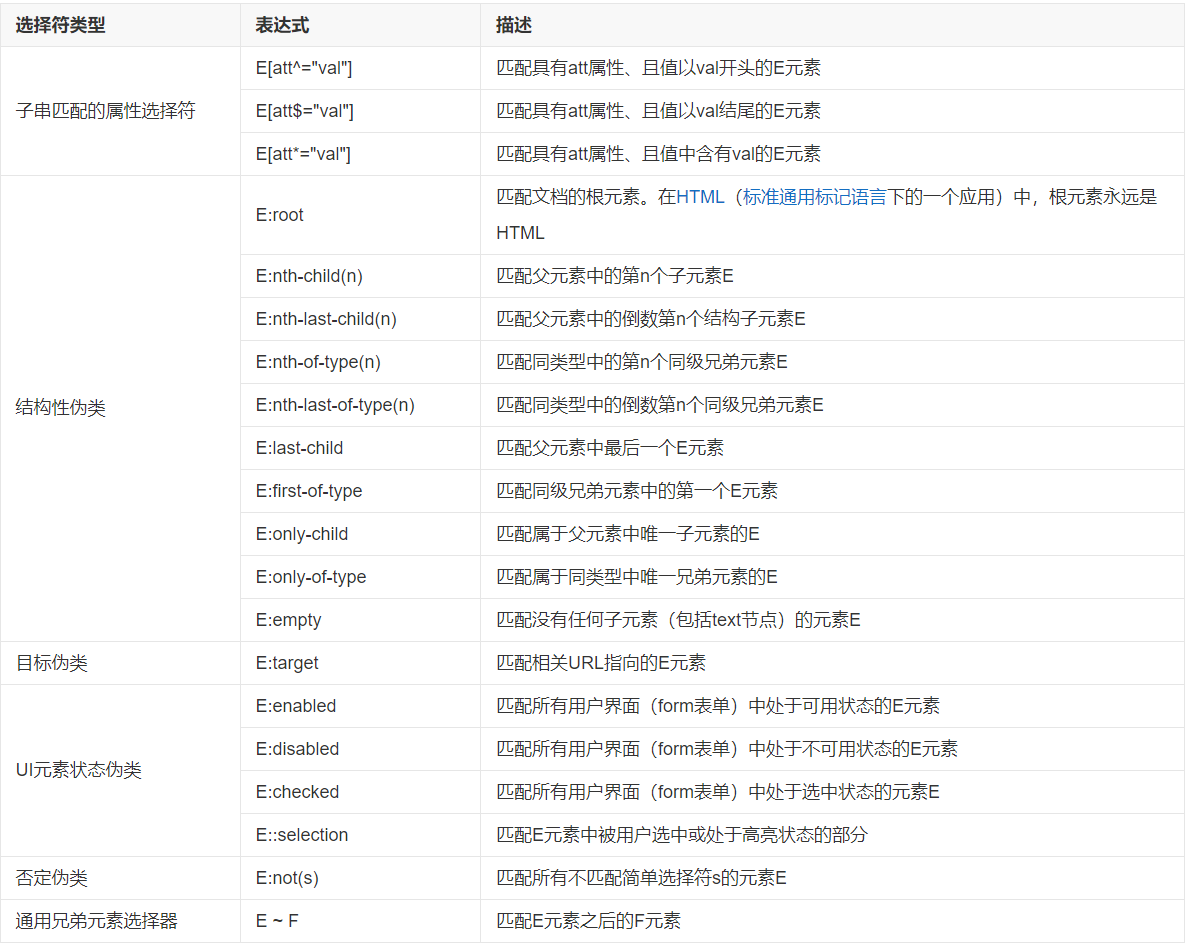 选择符类型 表达式 描述
子串匹配的属性选择符
E[att^="val"] 匹配具有att属性、且值以val开头的E元素
E[att$="val"] 匹配具有att属性、且值以val结尾的E元素
E[att*="val"] 匹配具有att属性、且值中含有val的E元素
结构性伪类
E:root 匹配文档的根元素。在HTML（标准通用标记语言下的一个应用）中，根元素永远是
HTML
E:nth-child(n) 匹配父元素中的第n个子元素E
E:nth-last-child(n) 匹配父元素中的倒数第n个结构子元素E
E:nth-of-type(n) 匹配同类型中的第n个同级兄弟元素E
E:nth-last-of-type(n) 匹配同类型中的倒数第n个同级兄弟元素E
E:last-child 匹配父元素中最后一个E元素
E:first-of-type 匹配同级兄弟元素中的第一个E元素
E:only-child 匹配属于父元素中唯一子元素的E
E:only-of-type 匹配属于同类型中唯一兄弟元素的E
E:empty 匹配没有任何子元素（包括text节点）的元素E
目标伪类 E:target 匹配相关URL指向的E元素
UI元素状态伪类
E:enabled 匹配所有用户界面（form表单）中处于可用状态的E元素
E:disabled 匹配所有用户界面（form表单）中处于不可用状态的E元素
E:checked 匹配所有用户界面（form表单）中处于选中状态的元素E
E::selection 匹配E元素中被用户选中或处于高亮状态的部分
否定伪类 E:not(s) 匹配所有不匹配简单选择符s的元素E
通用兄弟元素选择器 E ~ F 匹配E元素之后的F元素